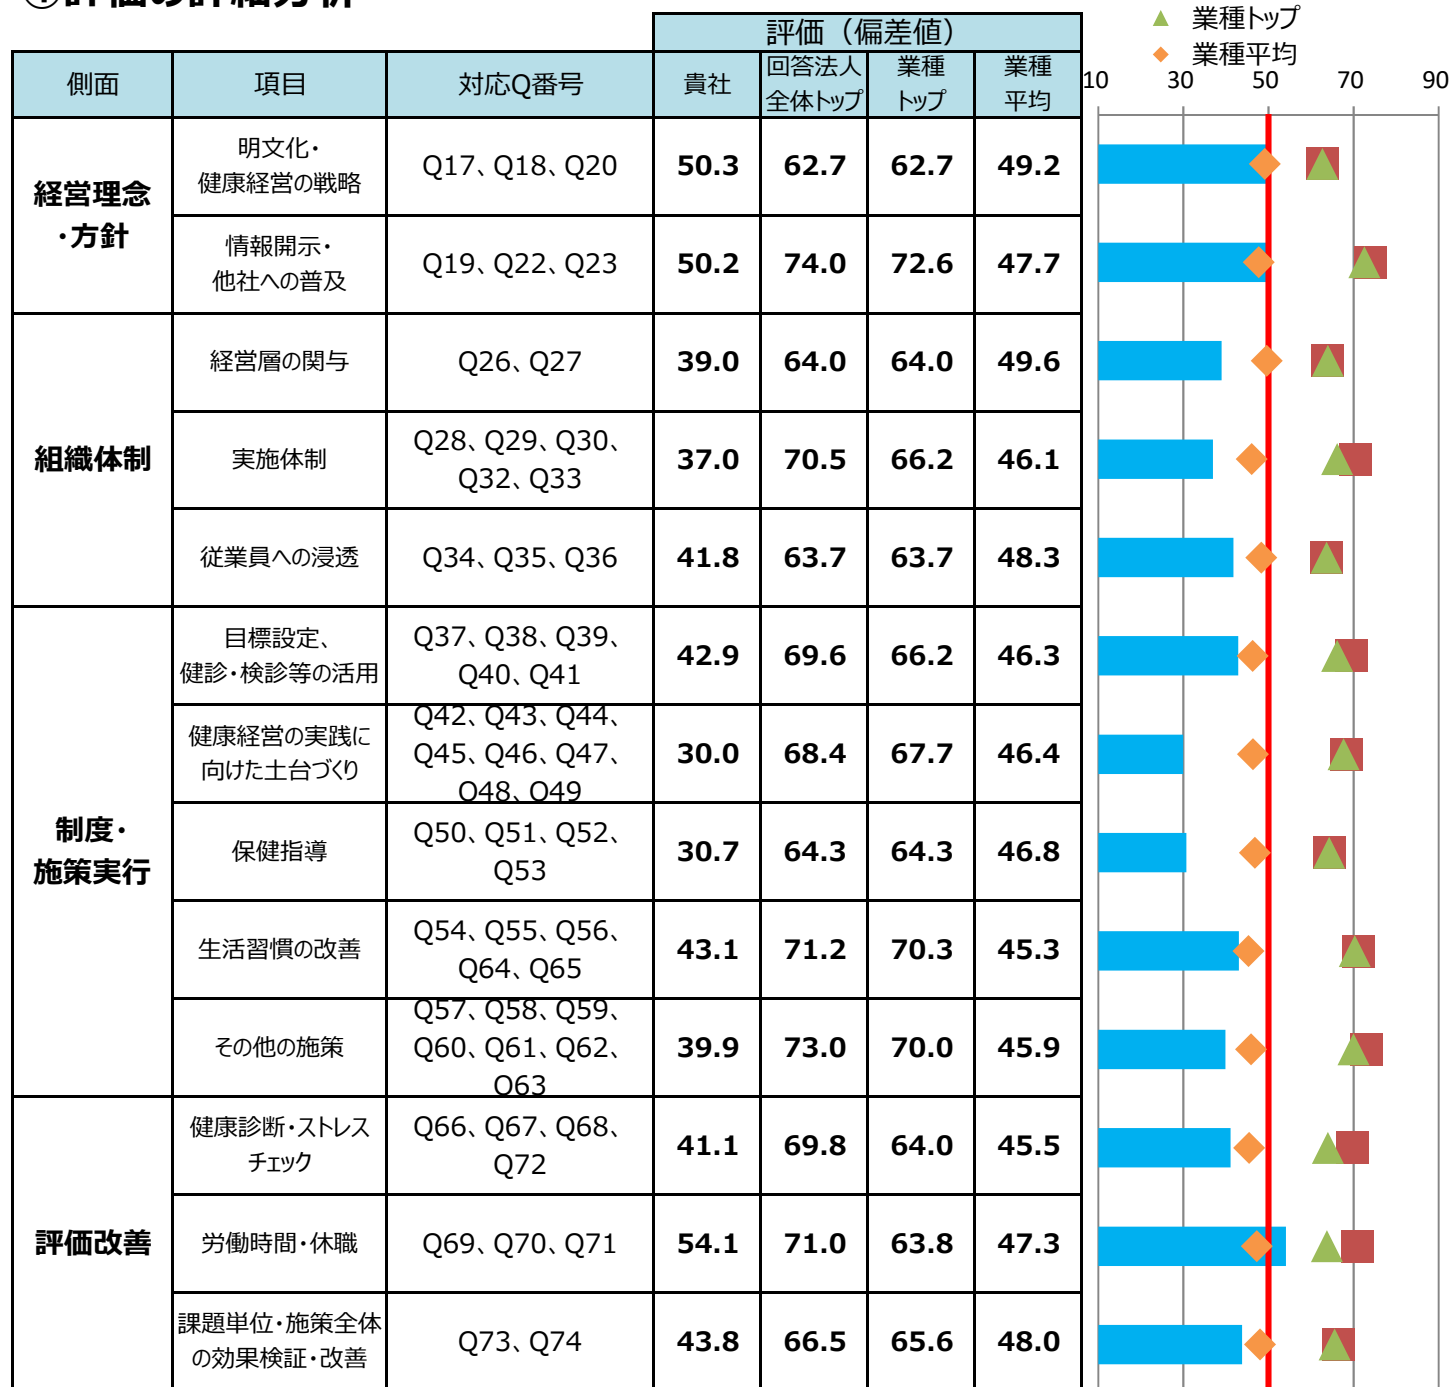 ①評価の詳細分析
評価（偏差値）
側面 項目 対応Q番号 貴社 回答法人全体トップ 業種トップ 業種平均
▲ 業種トップ
◆ 業種平均
10 30 50 70 90
経営理念・方針
明文化・健康経営の戦略 Q17、Q18、Q20 50.3 62.7 62.7 49.2
情報開示・他社への普及 Q19、Q22、Q23 50.2 74.0 72.6 47.7
組織体制
経営層の関与 Q26、Q27 39.0 64.0 64.0 49.6
実施体制 Q28、Q29、Q30、Q32、Q33 37.0 70.5 66.2 46.1
従業員への浸透 Q34、Q35、Q36 41.8 63.7 63.7 48.3
制度・施策実行
目標設定、健診・検診等の活用 Q37、Q38、Q39、Q40、Q41 42.9 69.6 66.2 46.3
健康経営の実践に向けた土台づくり Q42、Q43、Q44、Q45、Q46、Q47、Q48、Q49 30.0 68.4 67.7 46.4
保健指導 Q50、Q51、Q52、Q53 30.7 64.3 64.3 46.8
生活習慣の改善 Q54、Q55、Q56、Q64、Q65 43.1 71.2 70.3 45.3
その他の施策 Q57、Q58、Q59、Q60、Q61、Q62、Q63 39.9 73.0 70.0 45.9
評価改善
健康診断・ストレスチェック Q66、Q67、Q68、Q72 41.1 69.8 64.0 45.5
労働時間・休職 Q69、Q70、Q71 54.1 71.0 63.8 47.3
課題単位・施策全体の効果検証・改善 Q73、Q74 43.8 66.5 65.6 48.0